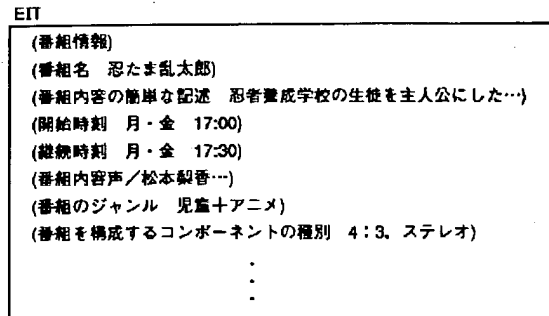 EIT
(番組情報)
(番組名 忍たま乱太郎)
(番組内容の簡単な記述 忍者養成学校の生徒を主人公にした…)
(開始時刻 月・金 17:00)
(継続時刻 月・金 17:30)
(番組内容声／松本梨香…)
(番組のジャンル 児童＋アニメ)
(番組を構成するコンポーネントの種別 4：3、ステレオ)